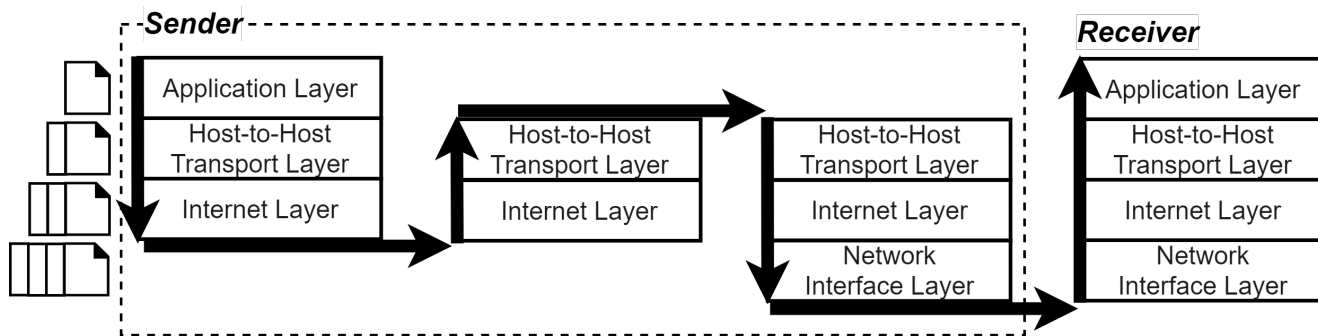 Sender
Receiver
Application Layer
Host-to-Host
Transport Layer
Internet Layer
Host-to-Host
Transport Layer
Internet Layer
Host-to-Host
Transport Layer
Internet Layer
Network
Interface Layer
Application Layer
Host-to-Host
Transport Layer
Internet Layer
Network
Interface Layer